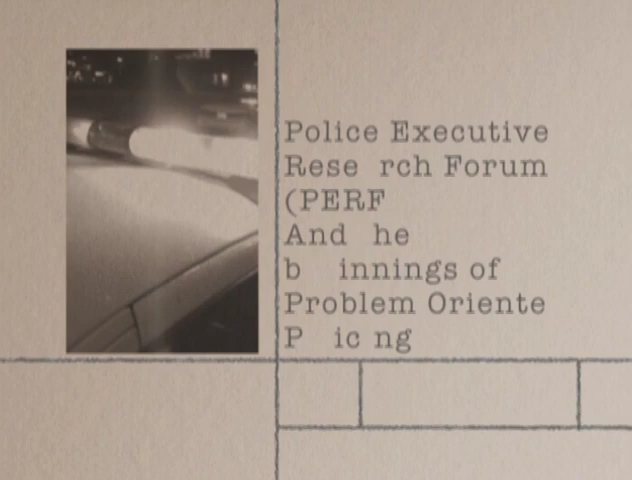 Police Executive
Rese rch Forum
(PERF
And he
b innings of
Problem Oriente
P ic ng